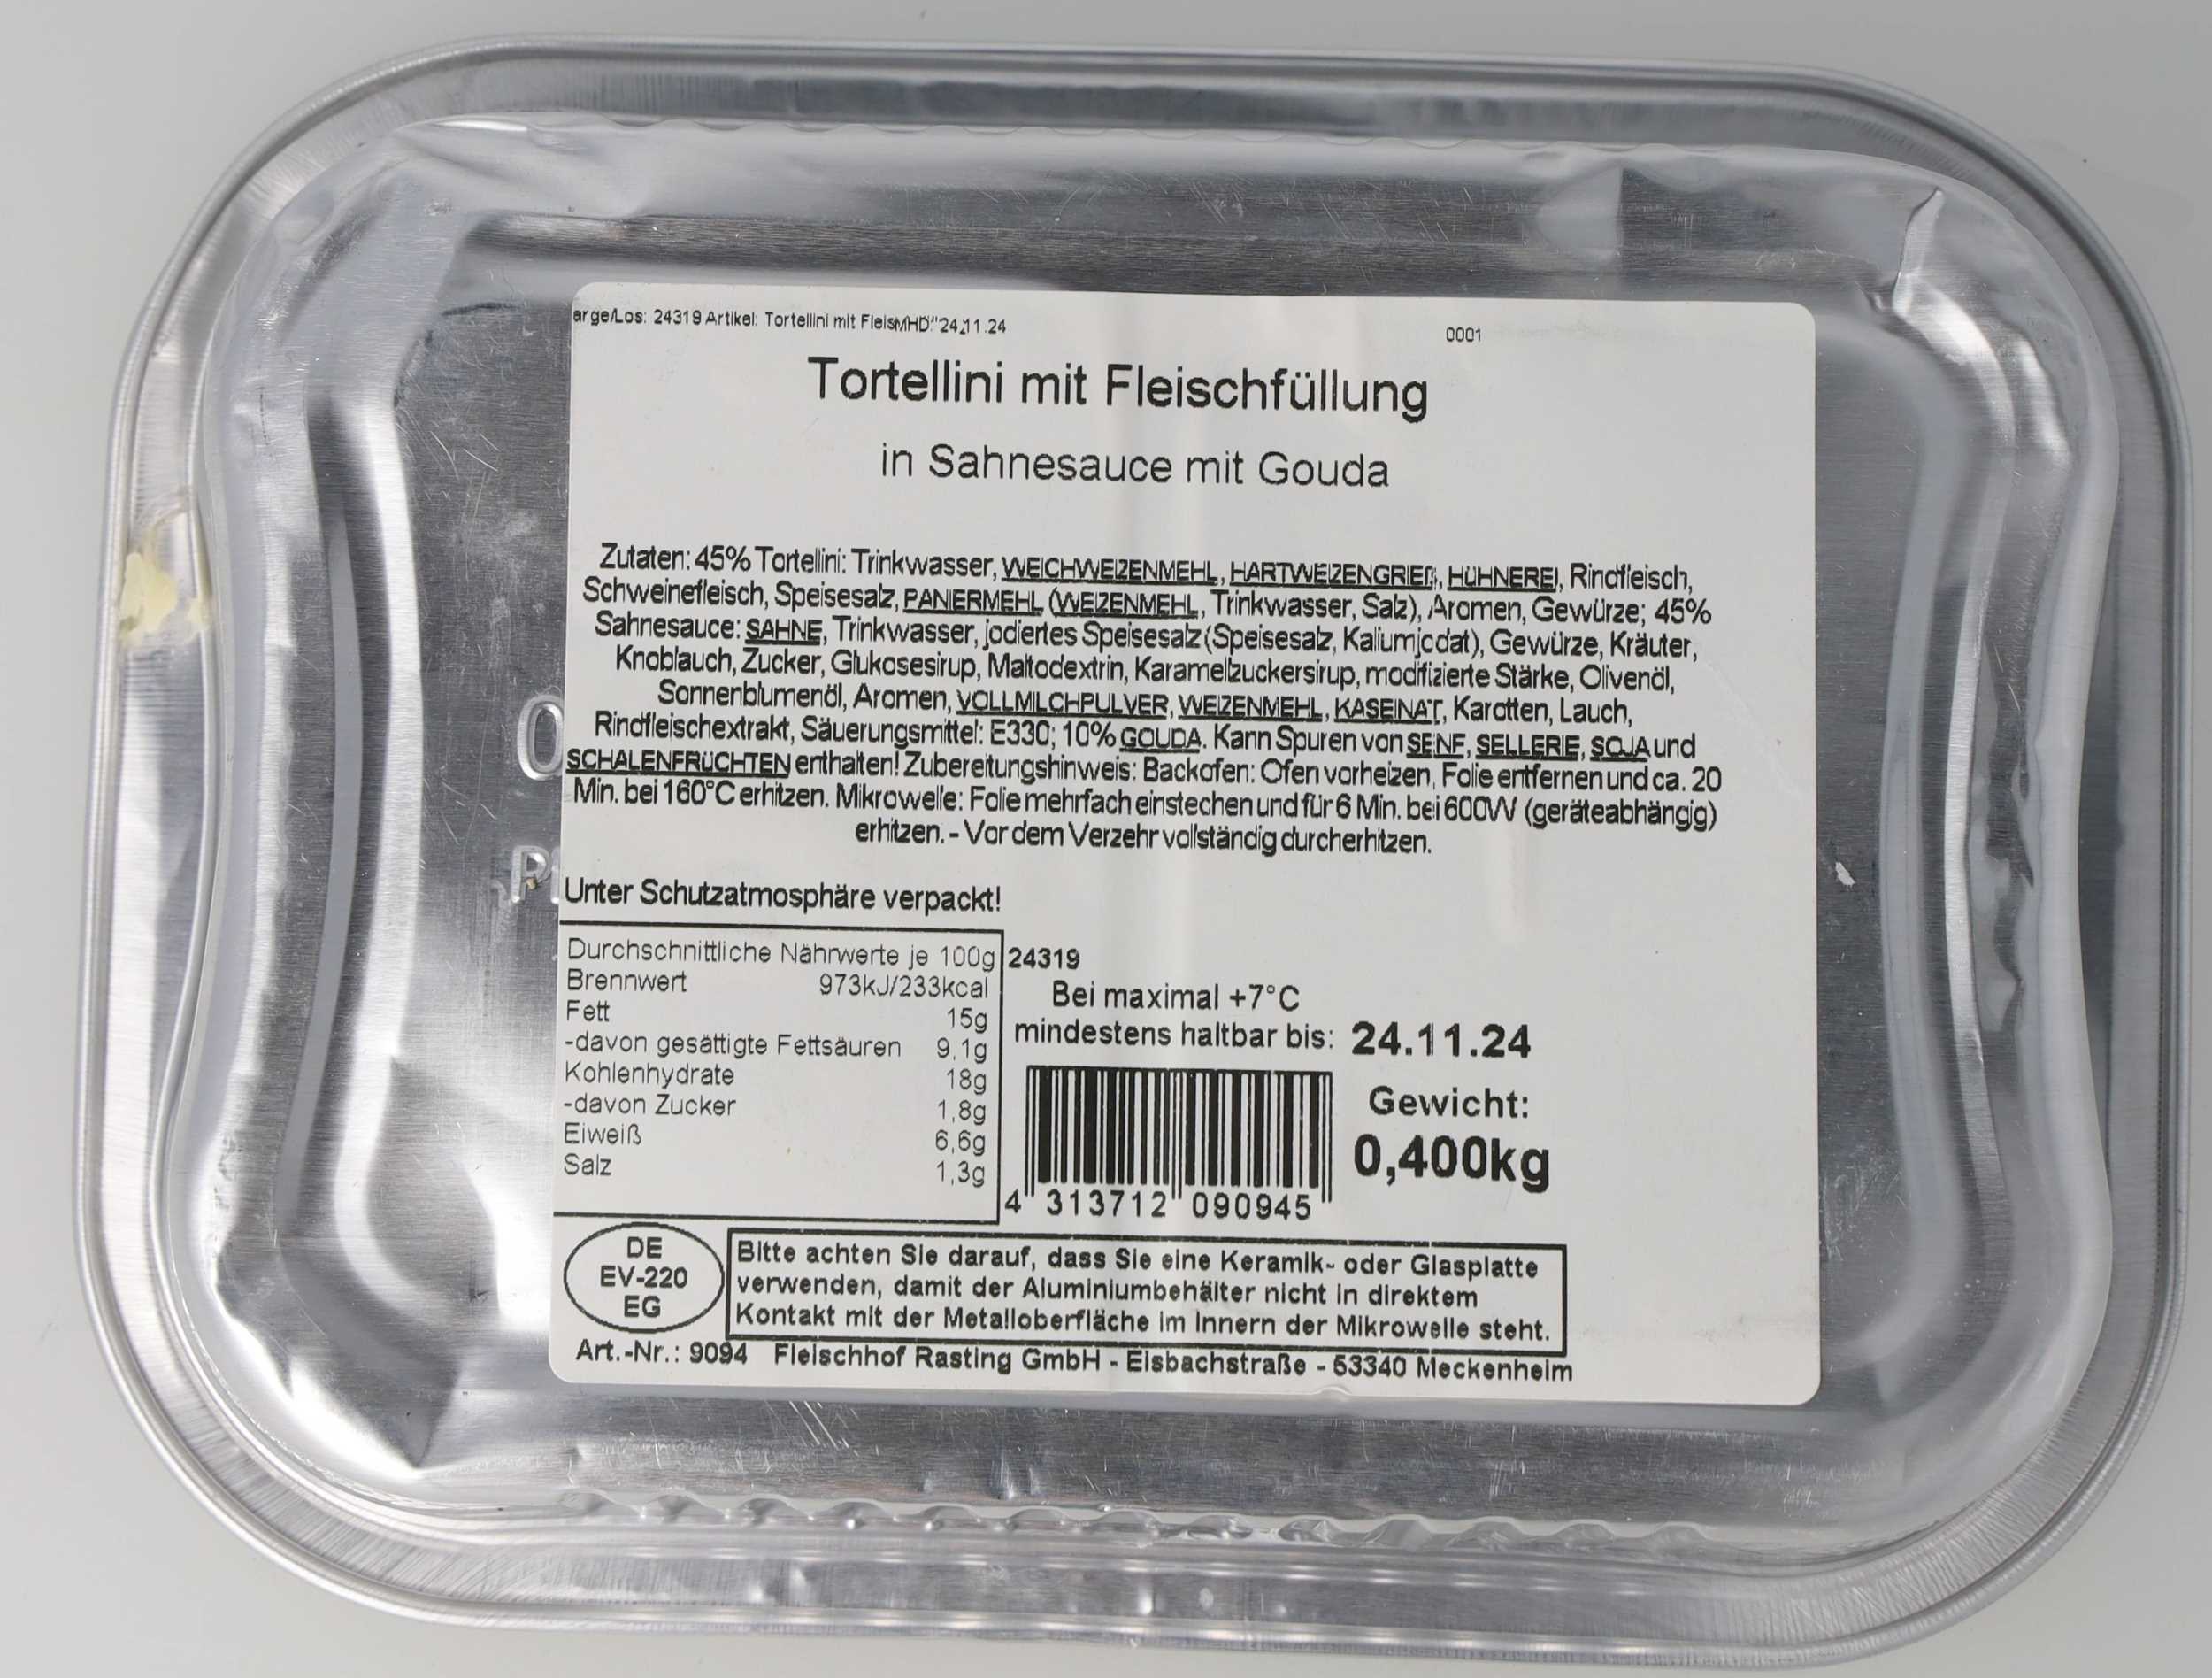 arge/Los: 24319 Artikel: Tortellini mit Fleis MHD: 24.11.24
0001
Tortellini mit Fleischfüllung
in Sahnesauce mit Gouda
Zutaten: 45% Tortellini: Trinkwasser, WEICHWEIZENMEHL, HARTWEIZENGRIEß, HÜHNEREI, Rindfleisch,
Schweinefleisch, Speisesalz, PANIERMEHL (WEIZENMEHL, Trinkwasser, Salz), Aromen, Gewürze; 45%
Sahnesauce: SAHNE, Trinkwasser, jodiertes Speisesalz (Speisesalz, Kaliumjodat), Gewürze, Kräuter,
Knoblauch, Zucker, Glukosesirup, Maltodextrin, Karamelzuckersirup, modifizierte Stärke, Olivenöl,
Sonnenblumenöl, Aromen, VOLLMILCHPULVER, WEIZENMEHL, KASEINAT, Karotten, Lauch,
Rindfleischextrakt, Säuerungsmittel: E330; 10% GOUDA. Kann Spuren von SENF, SELLERIE, SOJA und
SCHALENFRÜCHTEN enthalten! Zubereitungshinweis: Backofen: Ofen vorheizen, Folie entfernen und ca. 20
Min. bei 160°C erhitzen. Mikrowelle: Folie mehrfach einstechen und für 6 Min. bei 600W (geräteabhängig)
erhitzen. - Vor dem Verzehr vollständig durcherhitzen.
Unter Schutzatmosphäre verpackt!
Durchschnittliche Nährwerte je 100g
Brennwert 973kJ/233kcal
Fett 15g
-davon gesättigte Fettsäuren 9,1g
Kohlenhydrate 18g
-davon Zucker 1,8g
Eiweiß 6,6g
Salz 1,3g
24319
Bei maximal +7°C
mindestens haltbar bis: 24.11.24
Gewicht:
0,400kg
4 313712 090945
DE
EV-220
EG
Bitte achten Sie darauf, dass Sie eine Keramik- oder Glasplatte
verwenden, damit der Aluminiumbehälter nicht in direktem
Kontakt mit der Metalloberfläche im Innern der Mikrowelle steht.
Art.-Nr.: 9094 Fleischhof Rasting GmbH - Eisbachstraße - 53340 Meckenheim